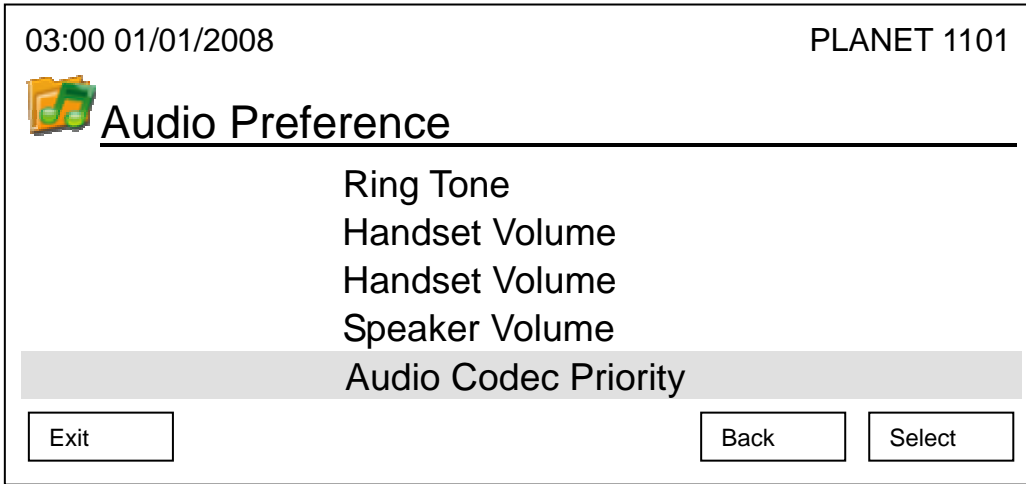 03:00 01/01/2008 PLANET 1101
Audio Preference
Ring Tone
Handset Volume
Handset Volume
Speaker Volume
Audio Codec Priority
Exit Back Select